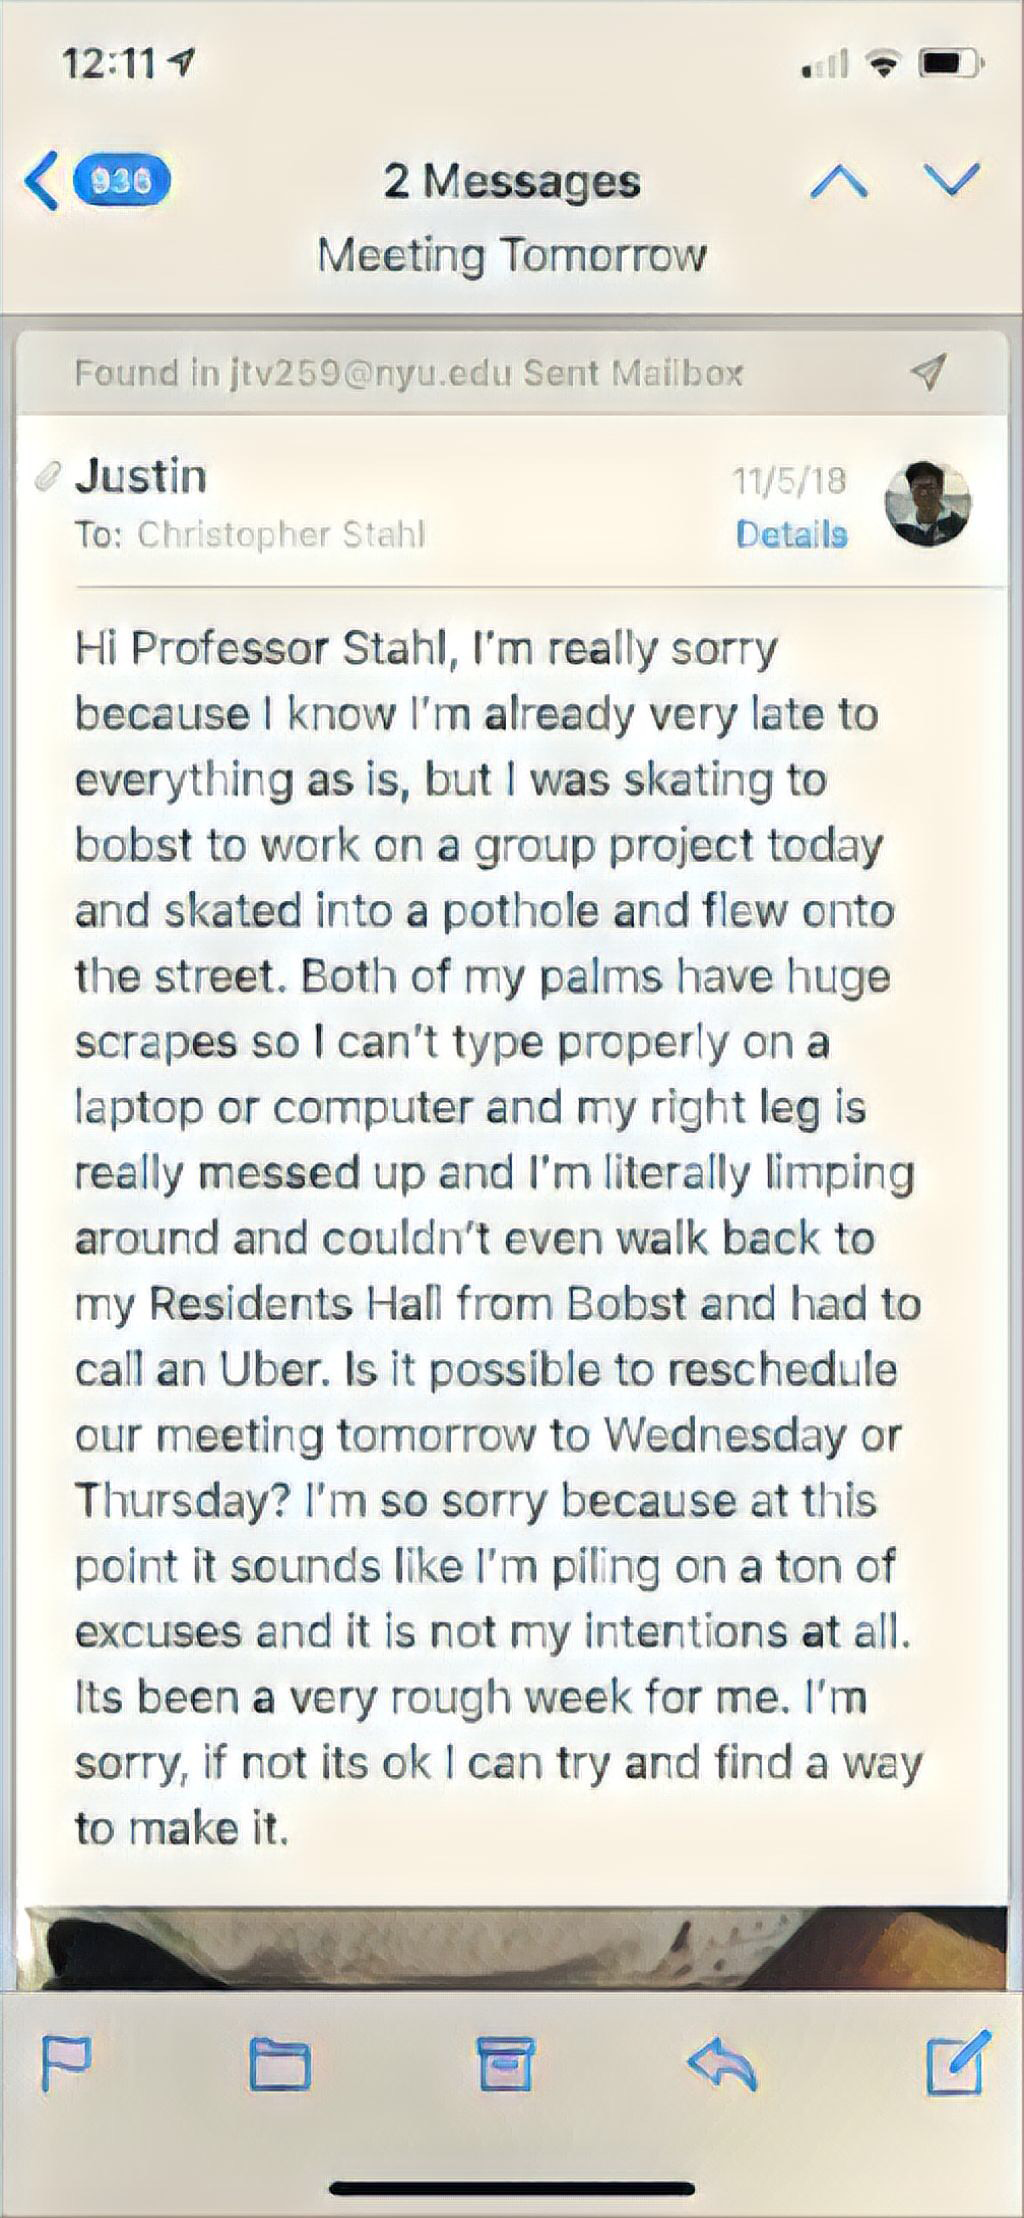 12:11
936
2 Messages
Meeting Tomorrow
Found in jtv259@nyu.edu Sent Mailbox
Justin
11/5/18
To: Christopher Stahl
Details
Hi Professor Stahl, I'm really sorry
because I know I'm already very late to
everything as is, but I was skating to
bobst to work on a group project today
and skated into a pothole and flew onto
the street. Both of my palms have huge
scrapes so I can't type properly on a
laptop or computer and my right leg is
really messed up and I'm literally limping
around and couldn't even walk back to
my Residents Hall from Bobst and had to
call an Uber. Is it possible to reschedule
our meeting tomorrow to Wednesday or
Thursday? I'm so sorry because at this
point it sounds like I'm piling on a ton of
excuses and it is not my intentions at all.
Its been a very rough week for me. I'm
sorry, if not its ok I can try and find a way
to make it.